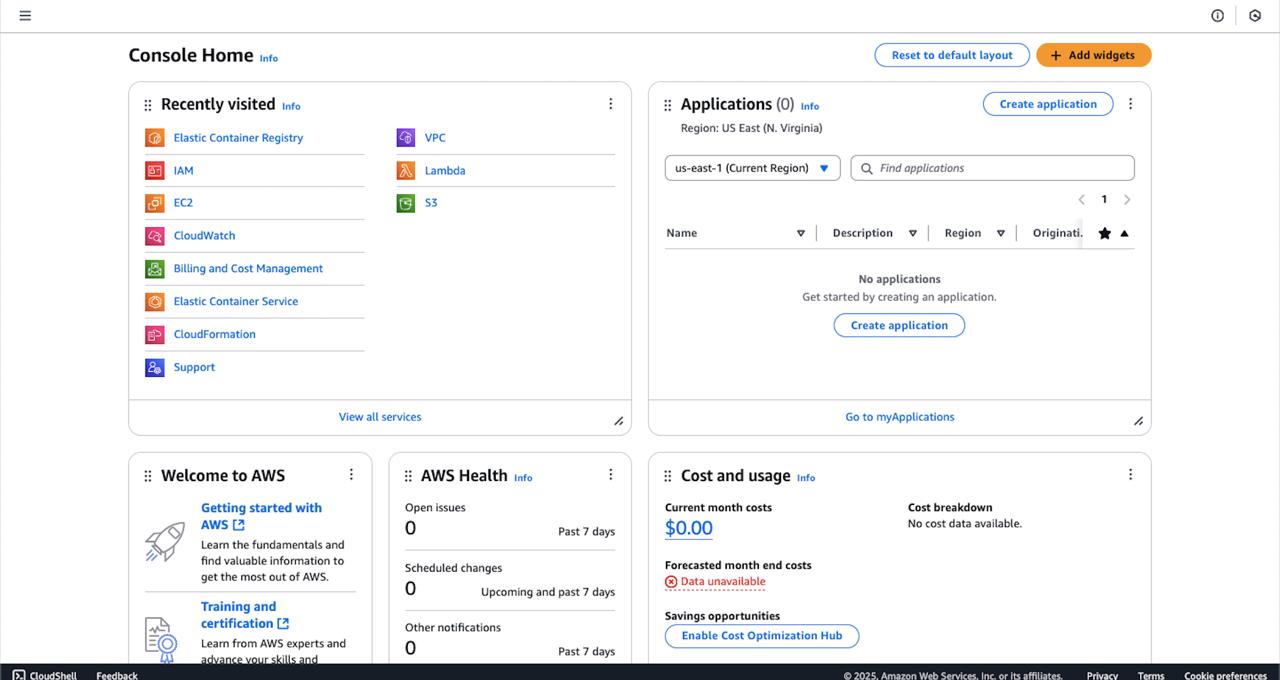 Console Home Info
Reset to default layout
+ Add widgets
Recently visited Info
Elastic Container Registry
IAM
EC2
CloudWatch
Billing and Cost Management
Elastic Container Service
CloudFormation
Support
VPC
Lambda
S3
View all services
Applications (0) Info
Create application
Region: US East (N. Virginia)
us-east-1 (Current Region)
Find applications
1
Name Description Region Originati.
No applications
Get started by creating an application.
Create application
Go to myApplications
Welcome to AWS
Getting started with
AWS
Learn the fundamentals and
find valuable information to
get the most out of AWS.
Training and
certification
Learn from AWS experts and
advance your skills and
AWS Health Info
Open issues
0 Past 7 days
Scheduled changes
0 Upcoming and past 7 days
Other notifications
0 Past 7 days
Cost and usage Info
Current month costs
$0.00
Forecasted month end costs
Data unavailable
Savings opportunities
Enable Cost Optimization Hub
Cost breakdown
No cost data available.
CloudShell Feedback © 2025, Amazon Web Services, Inc. or its affiliates. Privacy Terms Cookie preferences